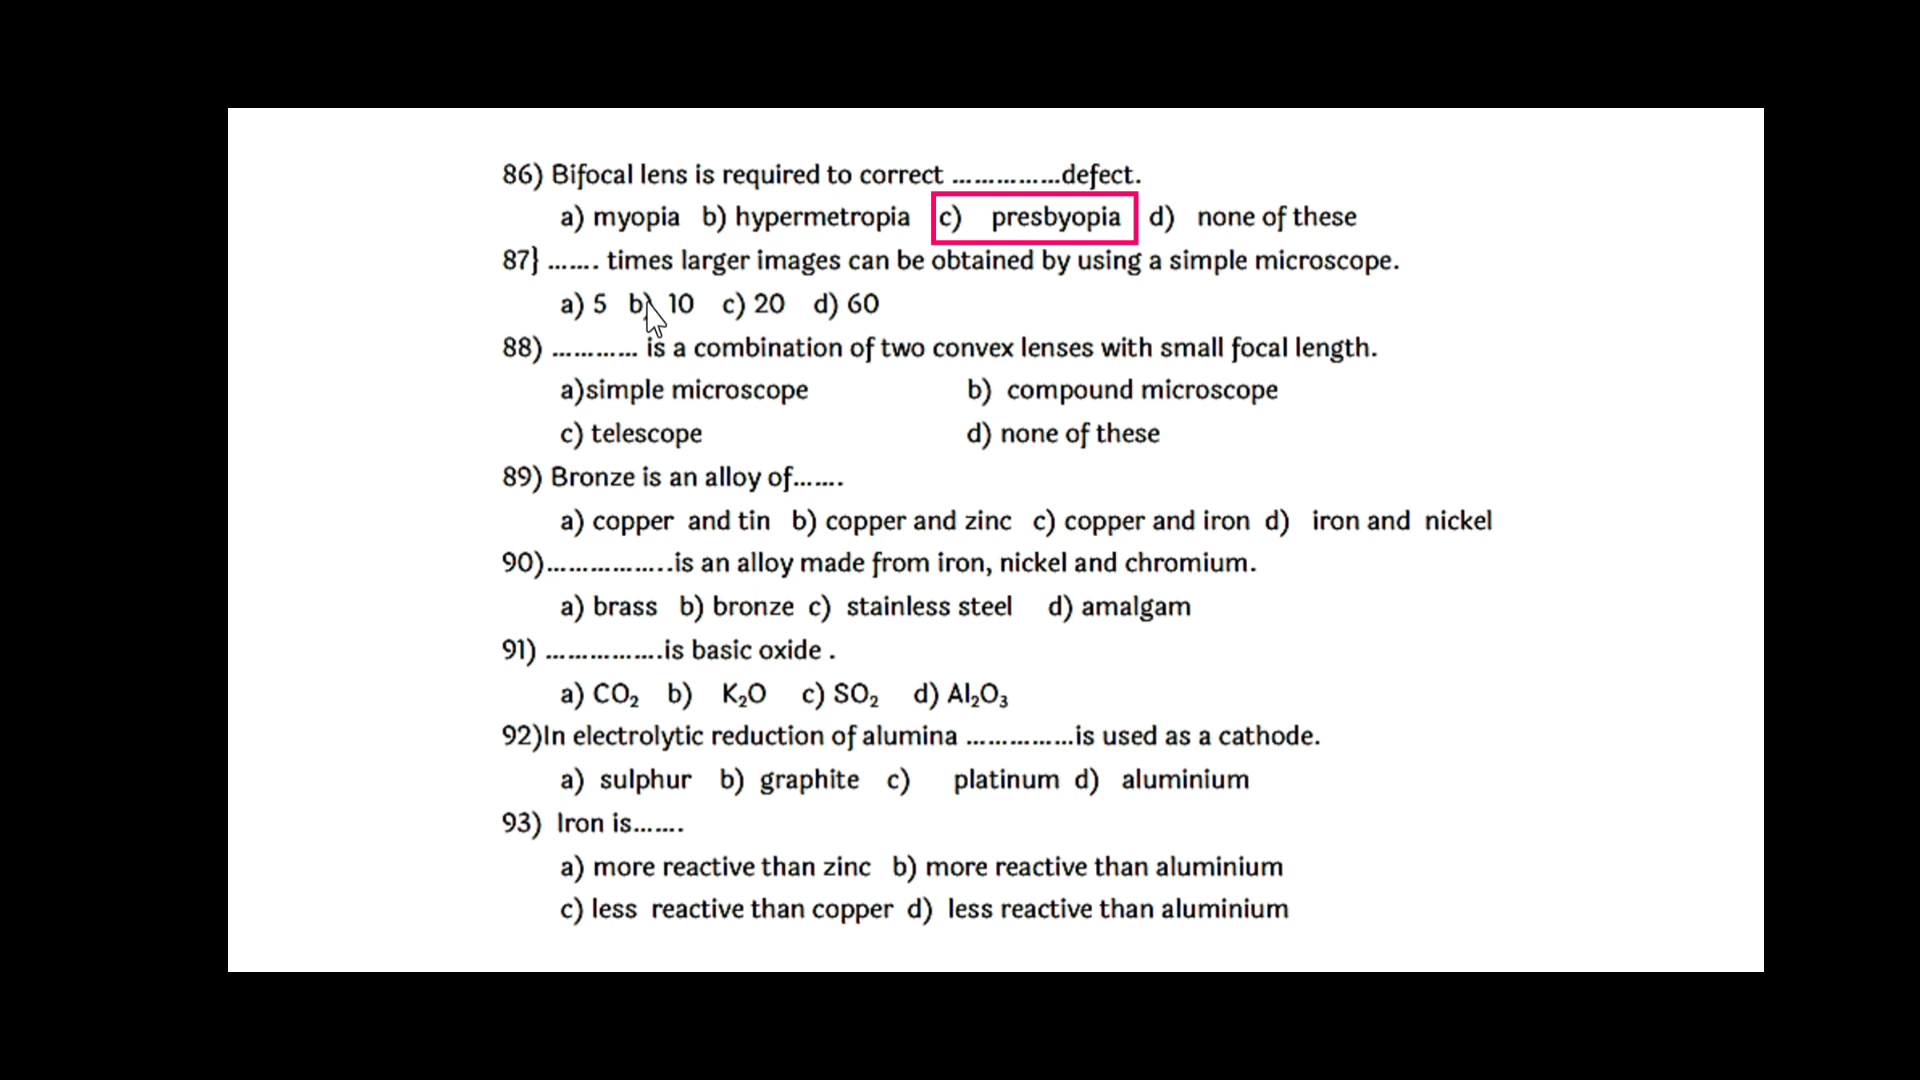 86) Bifocal lens is required to correct ……………defect.
a) myopia b) hypermetropia c) presbyopia d) none of these
87} ……. times larger images can be obtained by using a simple microscope.
a) 5 b) 10 c) 20 d) 60
88) ………… is a combination of two convex lenses with small focal length.
a)simple microscope b) compound microscope
c) telescope d) none of these
89) Bronze is an alloy of…….
a) copper and tin b) copper and zinc c) copper and iron d) iron and nickel
90)……………..is an alloy made from iron, nickel and chromium.
a) brass b) bronze c) stainless steel d) amalgam
91) …………….is basic oxide .
a) CO₂ b) K₂O c) SO₂ d) Al₂O₃
92)In electrolytic reduction of alumina ……………is used as a cathode.
a) sulphur b) graphite c) platinum d) aluminium
93) Iron is…….
a) more reactive than zinc b) more reactive than aluminium
c) less reactive than copper d) less reactive than aluminium